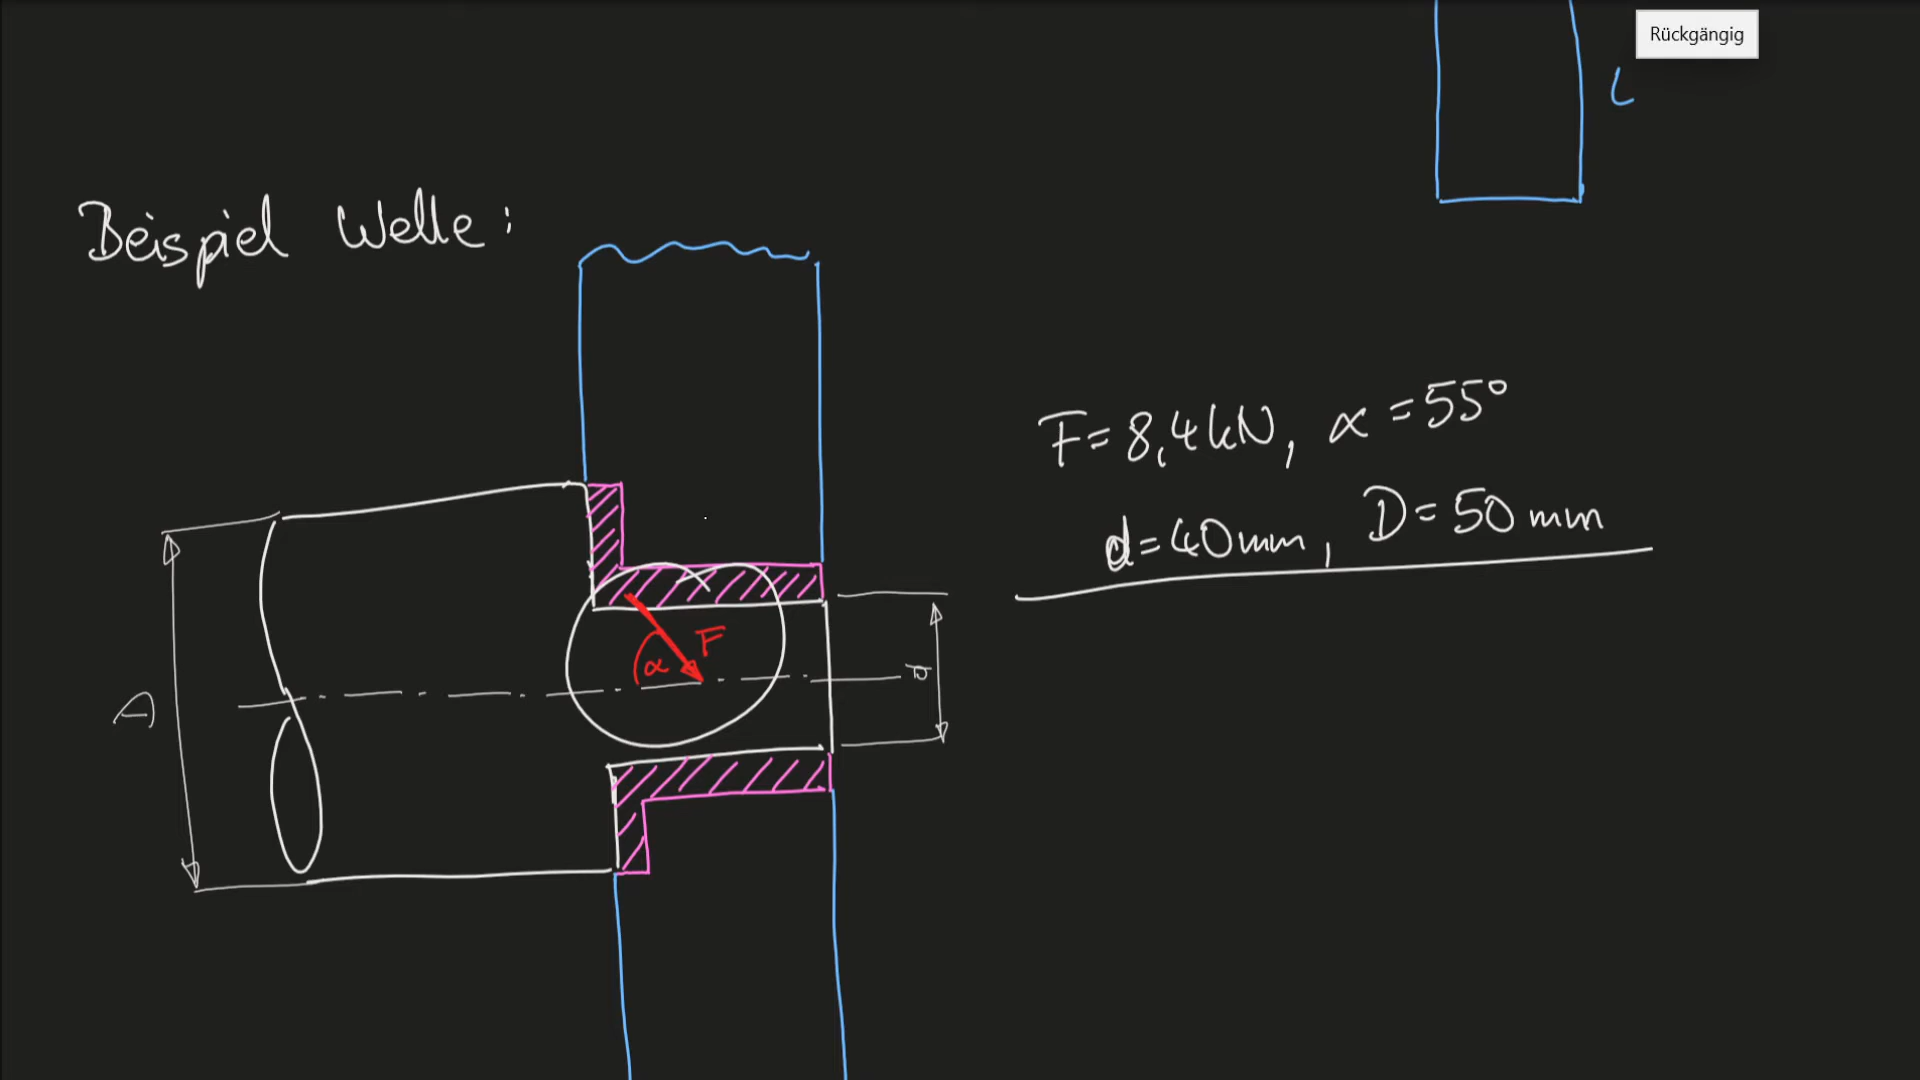 Rückgängig
Beispiel Welle:
F=8,4kN, α=55°
d=40mm, D=50mm
F
α
D
d